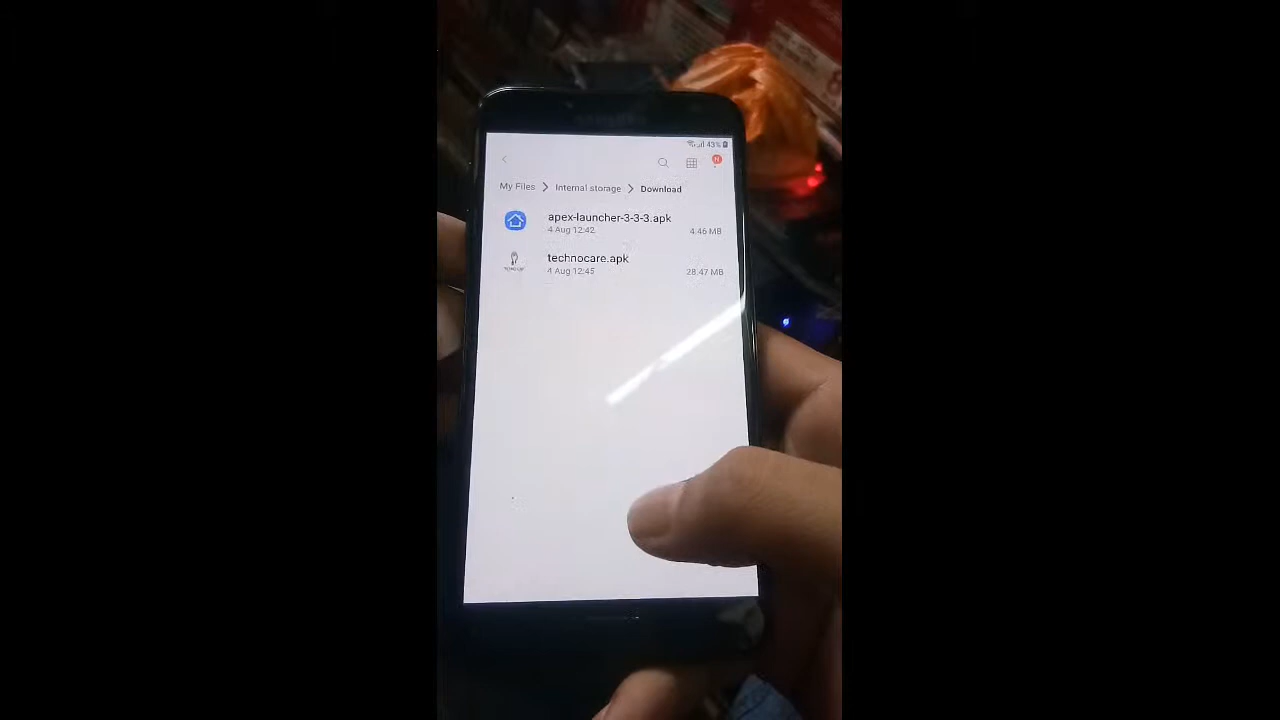 SAMSUNG
43%
N
My Files > Internal storage > Download
apex-launcher-3-3-3.apk
4 Aug 12:42 4.46 MB
technocare.apk
4 Aug 12:45 28.47 MB